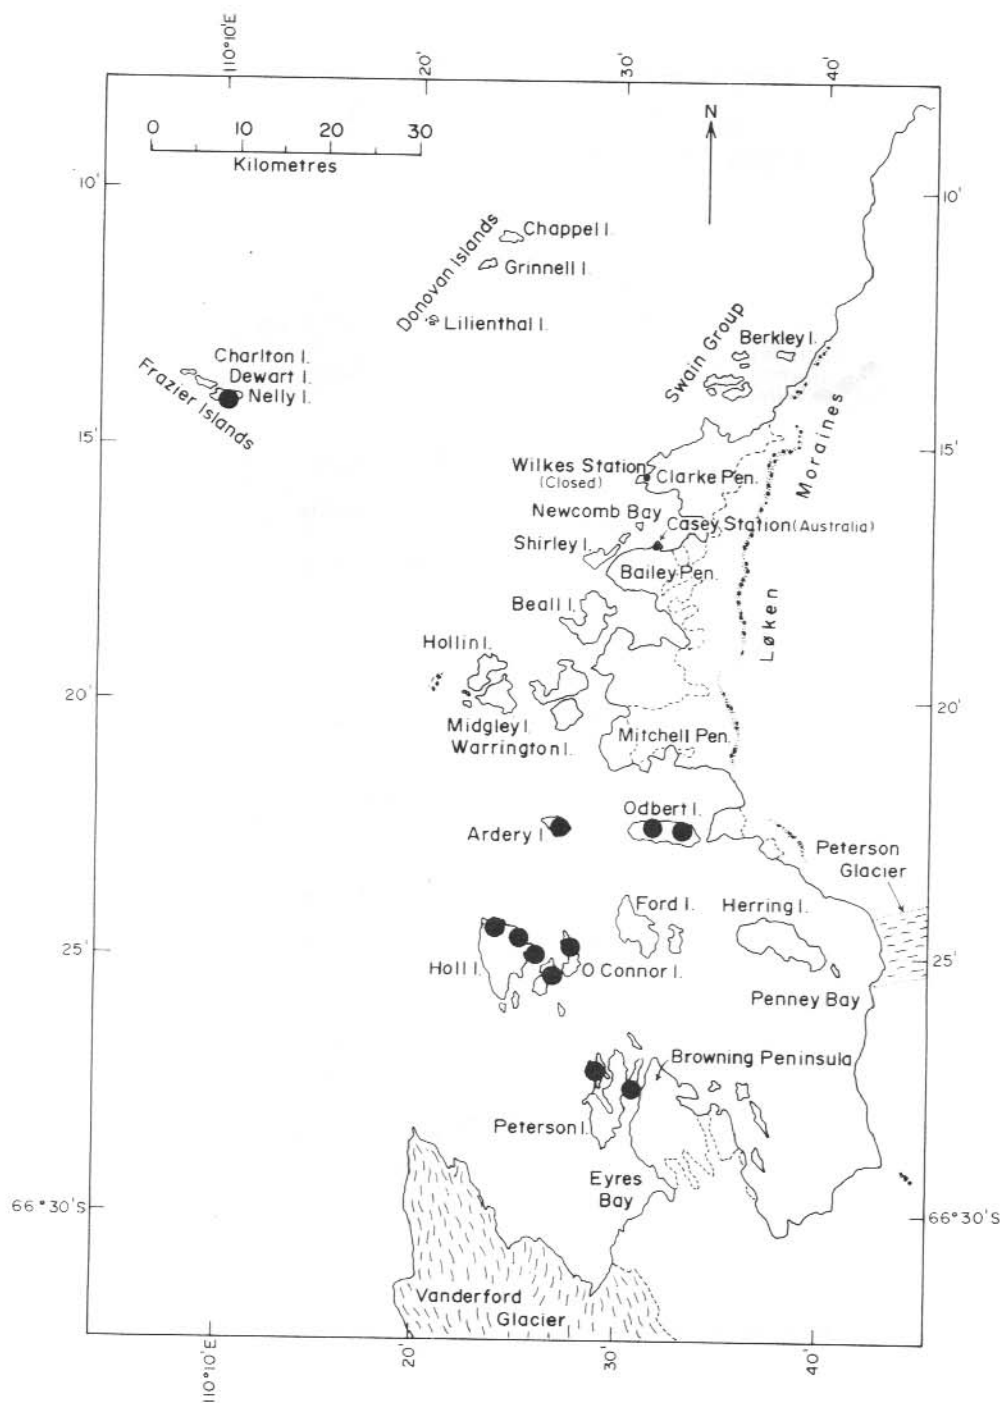 110°10'E
20'
30'
40'
0 10 20 30
Kilometres
N
10'
10'
Donovan Islands
Chappel I.
Grinnell I.
Lilienthal I.
Swain Group
Berkley I.
Charlton I.
Dewart I.
Nelly I.
Frazier Islands
15'
15'
Løken Moraines
Wilkes Station
(Closed)
Clarke Pen.
Newcomb Bay
Casey Station (Australia)
Shirley I.
Bailey Pen.
Beall I.
Hollin I.
20'
20'
Midgley I.
Warrington I.
Mitchell Pen.
Odbert I.
Ardery I.
Peterson
Glacier
Ford I.
Herring I.
25'
25'
Holl I.
O Connor I.
Penney Bay
Browning Peninsula
Peterson I.
Eyres
Bay
66°30'S
66°30'S
Vanderford
Glacier
110°10'E
20'
30'
40'